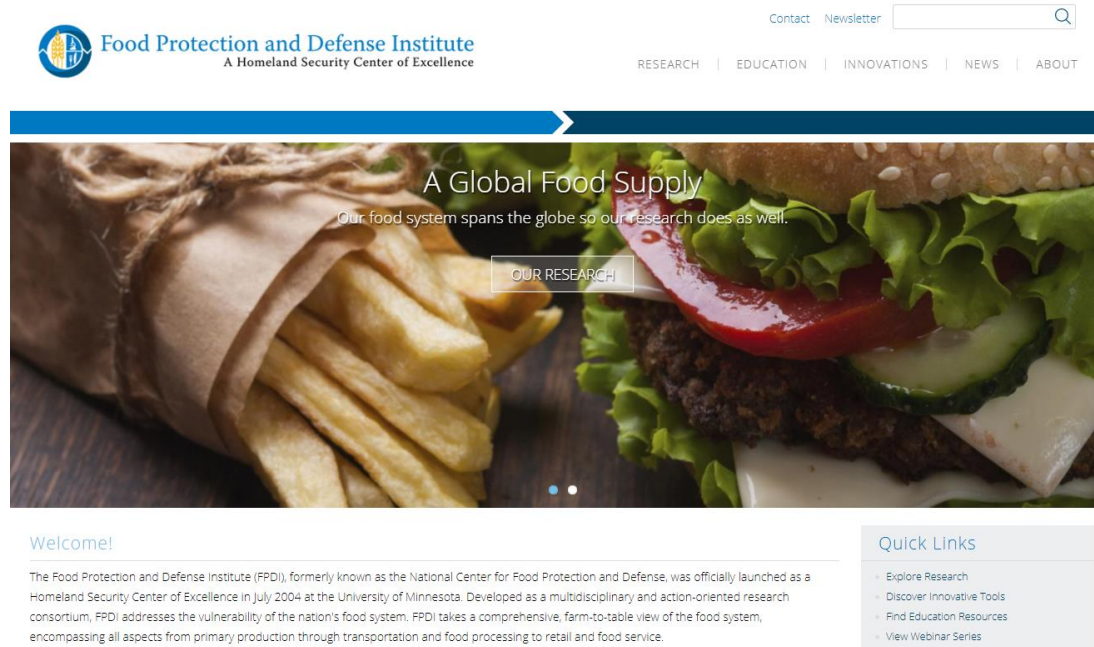 Contact Newsletter
Food Protection and Defense Institute
A Homeland Security Center of Excellence
RESEARCH | EDUCATION | INNOVATIONS | NEWS | ABOUT
A Global Food Supply
Our food system spans the globe so our research does as well.
OUR RESEARCH
Welcome!
The Food Protection and Defense Institute (FPDI), formerly known as the National Center for Food Protection and Defense, was officially launched as a
Homeland Security Center of Excellence in July 2004 at the University of Minnesota. Developed as a multidisciplinary and action-oriented research
consortium, FPDI addresses the vulnerability of the nation's food system. FPDI takes a comprehensive, farm-to-table view of the food system,
encompassing all aspects from primary production through transportation and food processing to retail and food service.
Quick Links
» Explore Research
» Discover Innovative Tools
» Find Education Resources
» View Webinar Series